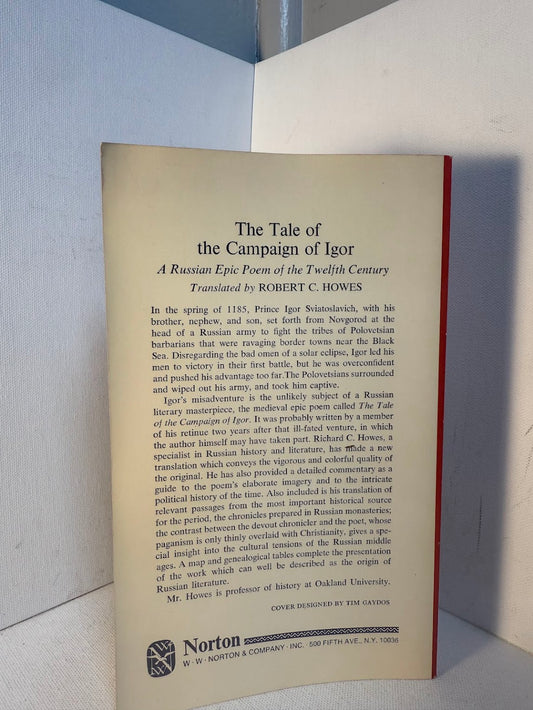 The Tale of
the Campaign of Igor
A Russian Epic Poem of the Twelfth Century
Translated by ROBERT C. HOWES
In the spring of 1185, Prince Igor Sviatoslavich, with his
brother, nephew, and son, set forth from Novgorod at the
head of a Russian army to fight the tribes of Polovetsian
barbarians that were ravaging border towns near the Black
Sea. Disregarding the bad omen of a solar eclipse, Igor led his
men to victory in their first battle, but he was overconfident
and pushed his advantage too far.The Polovetsians surrounded
and wiped out his army, and took him captive.
Igor's misadventure is the unlikely subject of a Russian
literary masterpiece, the medieval epic poem called The Tale
of the Campaign of Igor. It was probably written by a member
of his retinue two years after that ill-fated venture, in which
the author himself may have taken part. Richard C. Howes, a
specialist in Russian history and literature, has made a new
translation which conveys the vigorous and colorful quality of
the original. He has also provided a detailed commentary as a
guide to the poem's elaborate imagery and to the intricate
political history of the time. Also included is his translation of
relevant passages from the most important historical source
for the period, the chronicles prepared in Russian monasteries;
the contrast between the devout chronicler and the poet, whose
paganism is only thinly overlaid with Christianity, gives a spe-
cial insight into the cultural tensions of the Russian middle
ages. A map and genealogical tables complete the presentation
of the work which can well be described as the origin of
Russian literature.
Mr. Howes is professor of history at Oakland University.
COVER DESIGNED BY TIM GAYDOS
Norton
W · W · NORTON & COMPANY · INC. · 500 FIFTH AVE., N.Y. 10036